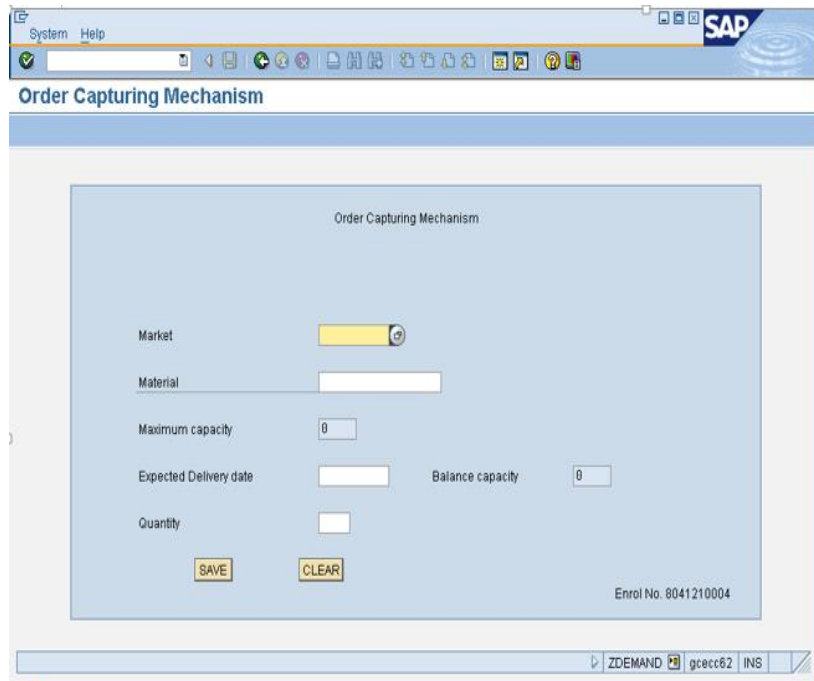 SAP
System Help
Order Capturing Mechanism
Order Capturing Mechanism
Market
Material
Maximum capacity 0
Expected Delivery date Balance capacity 0
Quantity
SAVE CLEAR
Enrol No. 8041210004
ZDEMAND gcecc62 INS